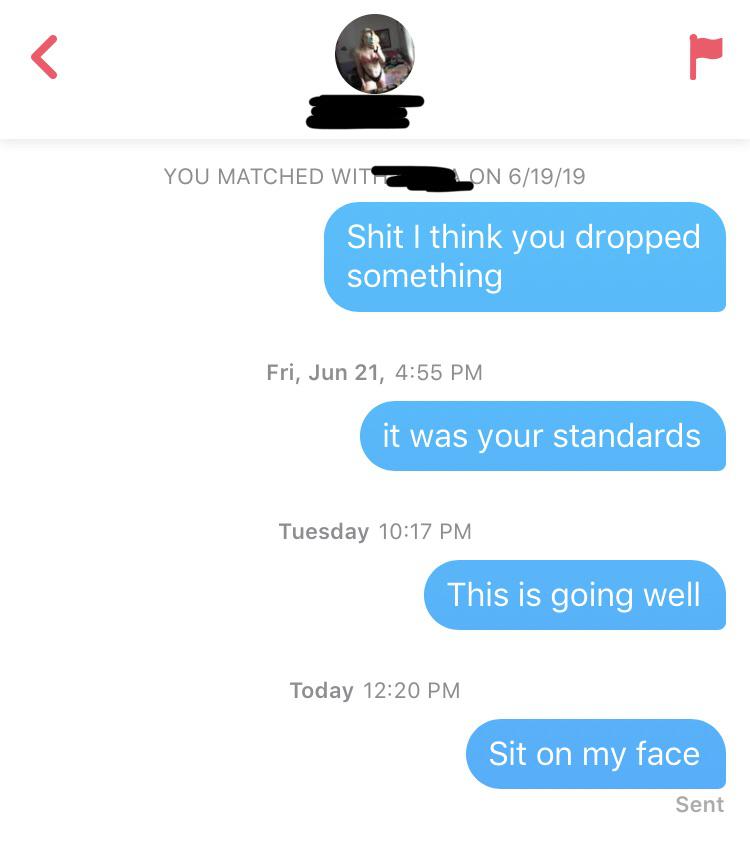 YOU MATCHED WITH ON 6/19/19
Shit I think you dropped
something
Fri, Jun 21, 4:55 PM
it was your standards
Tuesday 10:17 PM
This is going well
Today 12:20 PM
Sit on my face
Sent